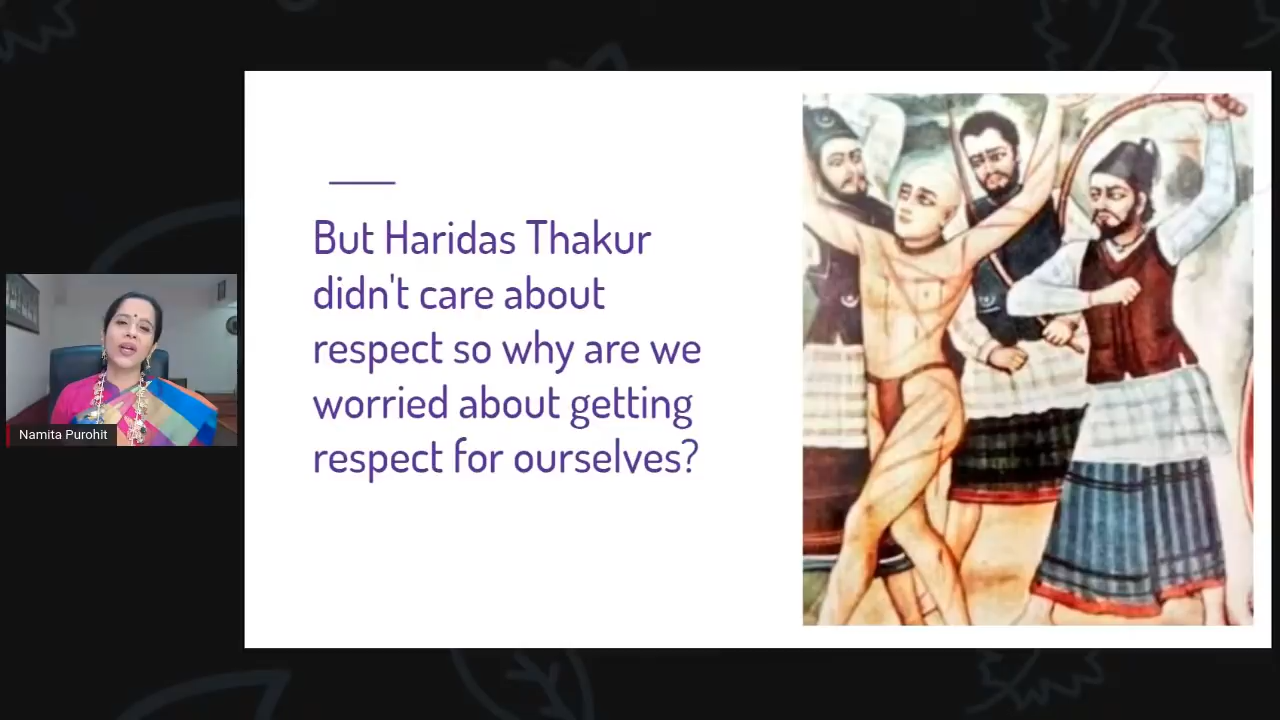 But Haridas Thakur
didn't care about
respect so why are we
worried about getting
respect for ourselves?
Namita Purohit